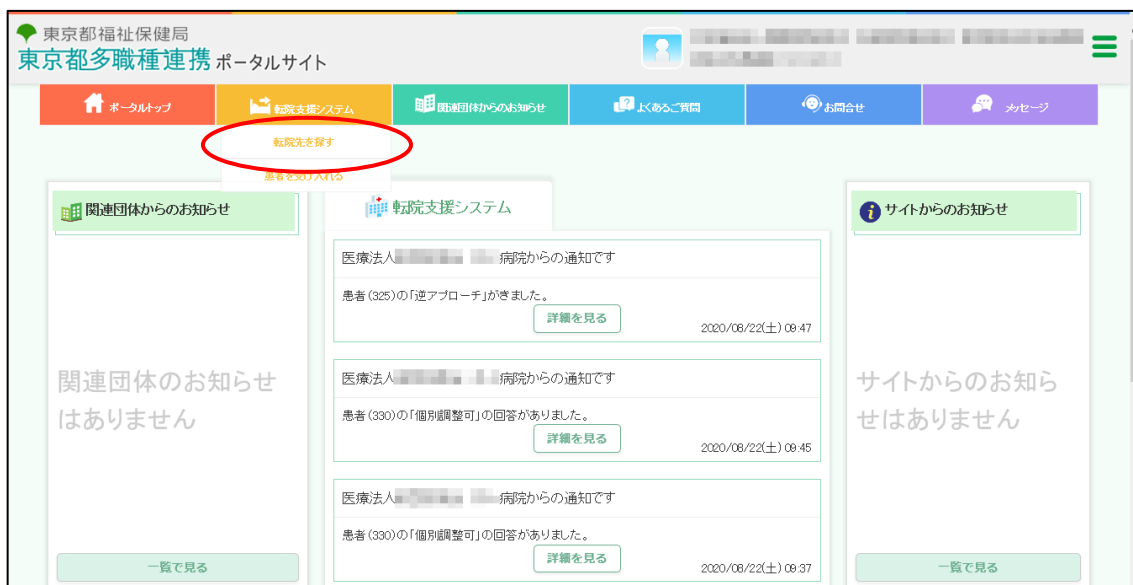 東京都福祉保健局
東京都多職種連携 ポータルサイト
ポータルトップ
転院支援システム
関連団体からのお知らせ
よくあるご質問
お問合せ
メッセージ
転院先を探す
患者を受け入れる
関連団体からのお知らせ
関連団体のお知らせ
はありません
一覧で見る
転院支援システム
医療法人 病院からの通知です
患者(325)の「逆アプローチ」がきました。
詳細を見る
2020/08/22(土) 09:47
医療法人 病院からの通知です
患者(330)の「個別調整可」の回答がありました。
詳細を見る
2020/08/22(土) 09:45
医療法人 病院からの通知です
患者(330)の「個別調整可」の回答がありました。
詳細を見る
2020/08/22(土) 09:37
サイトからのお知らせ
サイトからのお知ら
せはありません
一覧で見る